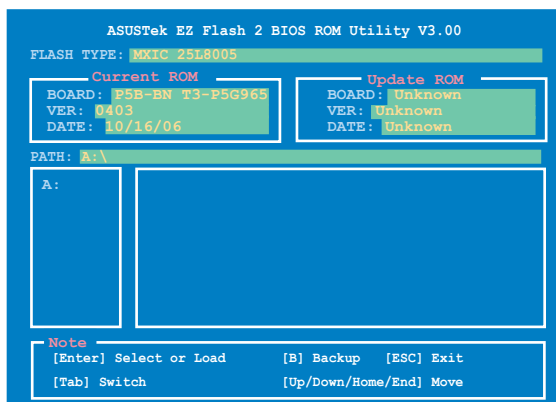 ASUSTek EZ Flash 2 BIOS ROM Utility V3.00
FLASH TYPE: MXIC 25L8005
Current ROM
BOARD: P5B-BN T3-P5G965
VER: 0403
DATE: 10/16/06
Update ROM
BOARD: Unknown
VER: Unknown
DATE: Unknown
PATH: A:\
A:
Note
[Enter] Select or Load [B] Backup [ESC] Exit
[Tab] Switch [Up/Down/Home/End] Move